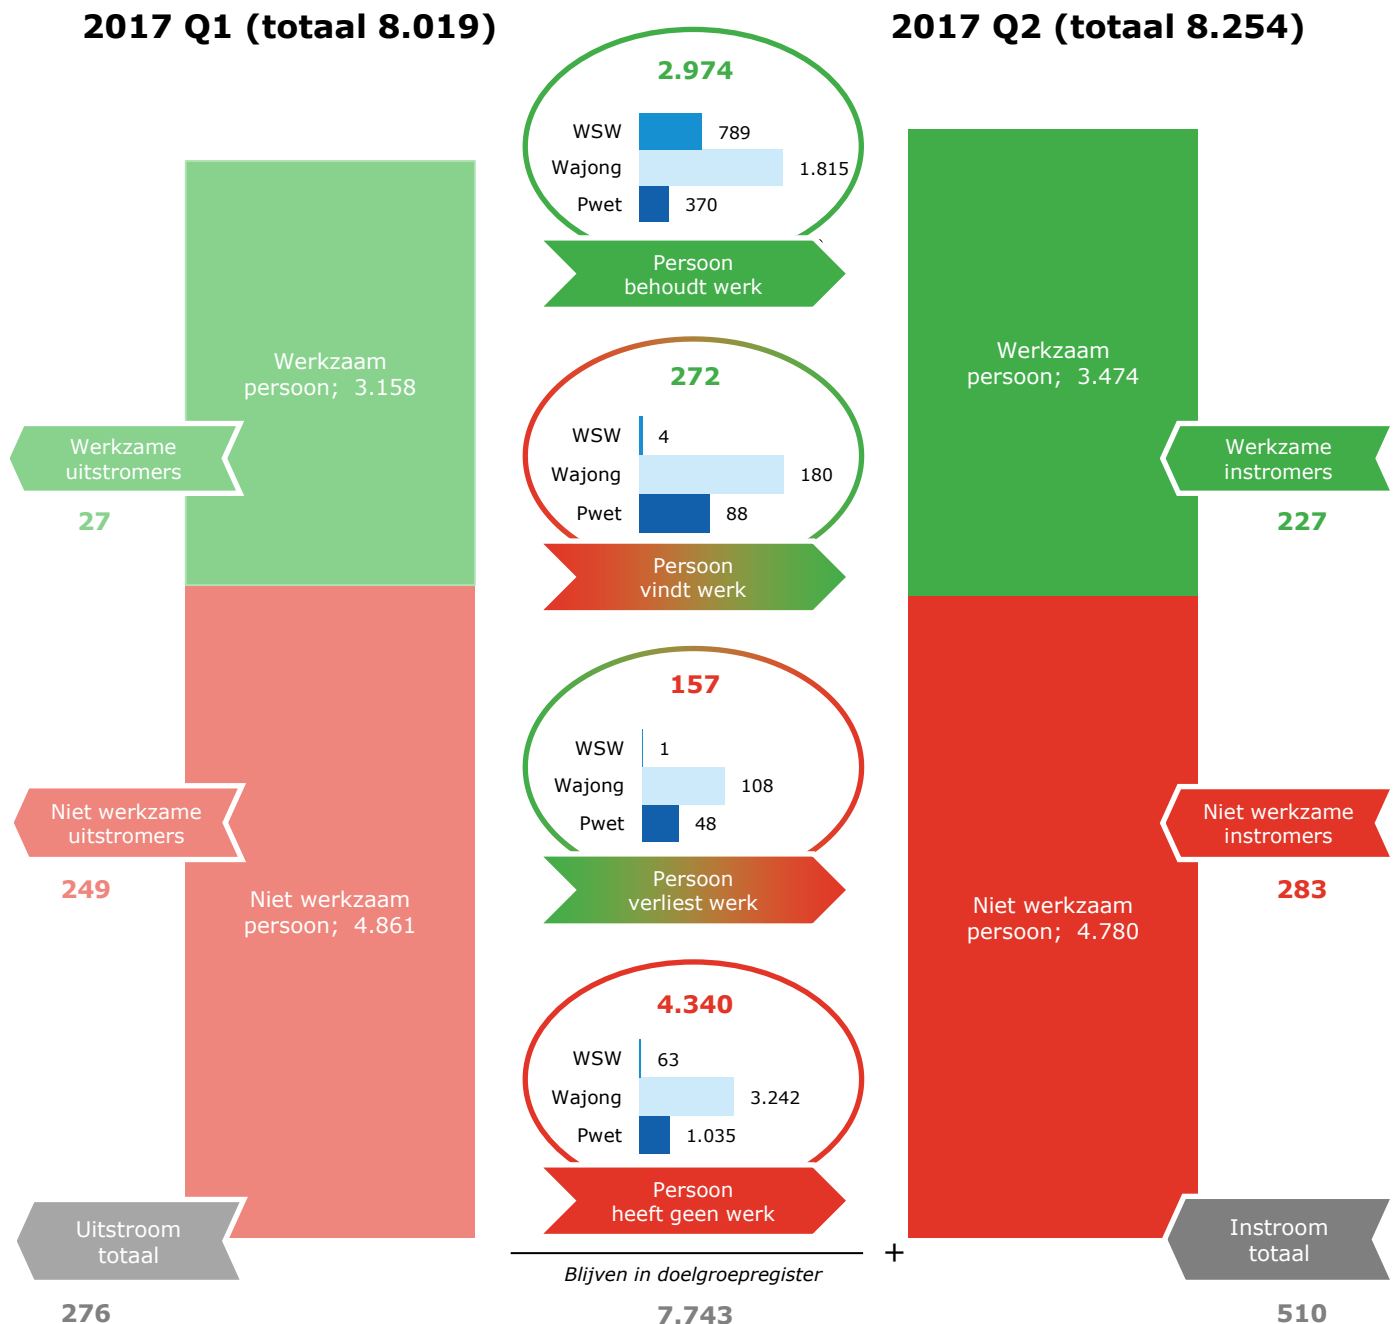 2017 Q1 (totaal 8.019)
2017 Q2 (totaal 8.254)
2.974
WSW 789
Wajong 1.815
Pwet 370
Persoon
behoudt werk
Werkzaam
persoon; 3.158
Werkzaam
persoon; 3.474
272
WSW 4
Wajong 180
Pwet 88
Persoon
vindt werk
Werkzame
uitstromers
27
Werkzame
instromers
227
157
WSW 1
Wajong 108
Pwet 48
Persoon
verliest werk
Niet werkzame
uitstromers
249
Niet werkzame
instromers
283
Niet werkzaam
persoon; 4.861
Niet werkzaam
persoon; 4.780
4.340
WSW 63
Wajong 3.242
Pwet 1.035
Persoon
heeft geen werk
Uitstroom
totaal
276
+
Blijven in doelgroepregister
7.743
Instroom
totaal
510